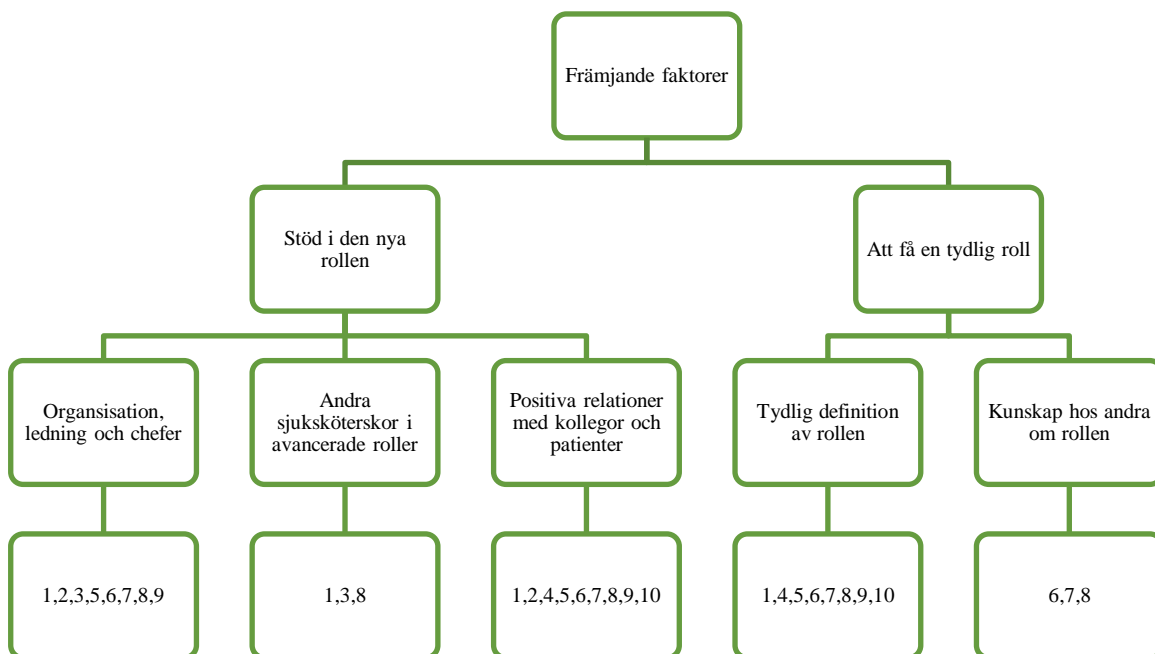 Främjande faktorer
Stöd i den nya
rollen
Att få en tydlig roll
Organsisation,
ledning och chefer
Andra
sjuksköterskor i
avancerade roller
Positiva relationer
med kollegor och
patienter
Tydlig definition
av rollen
Kunskap hos andra
om rollen
1,2,3,5,6,7,8,9
1,3,8
1,2,4,5,6,7,8,9,10
1,4,5,6,7,8,9,10
6,7,8